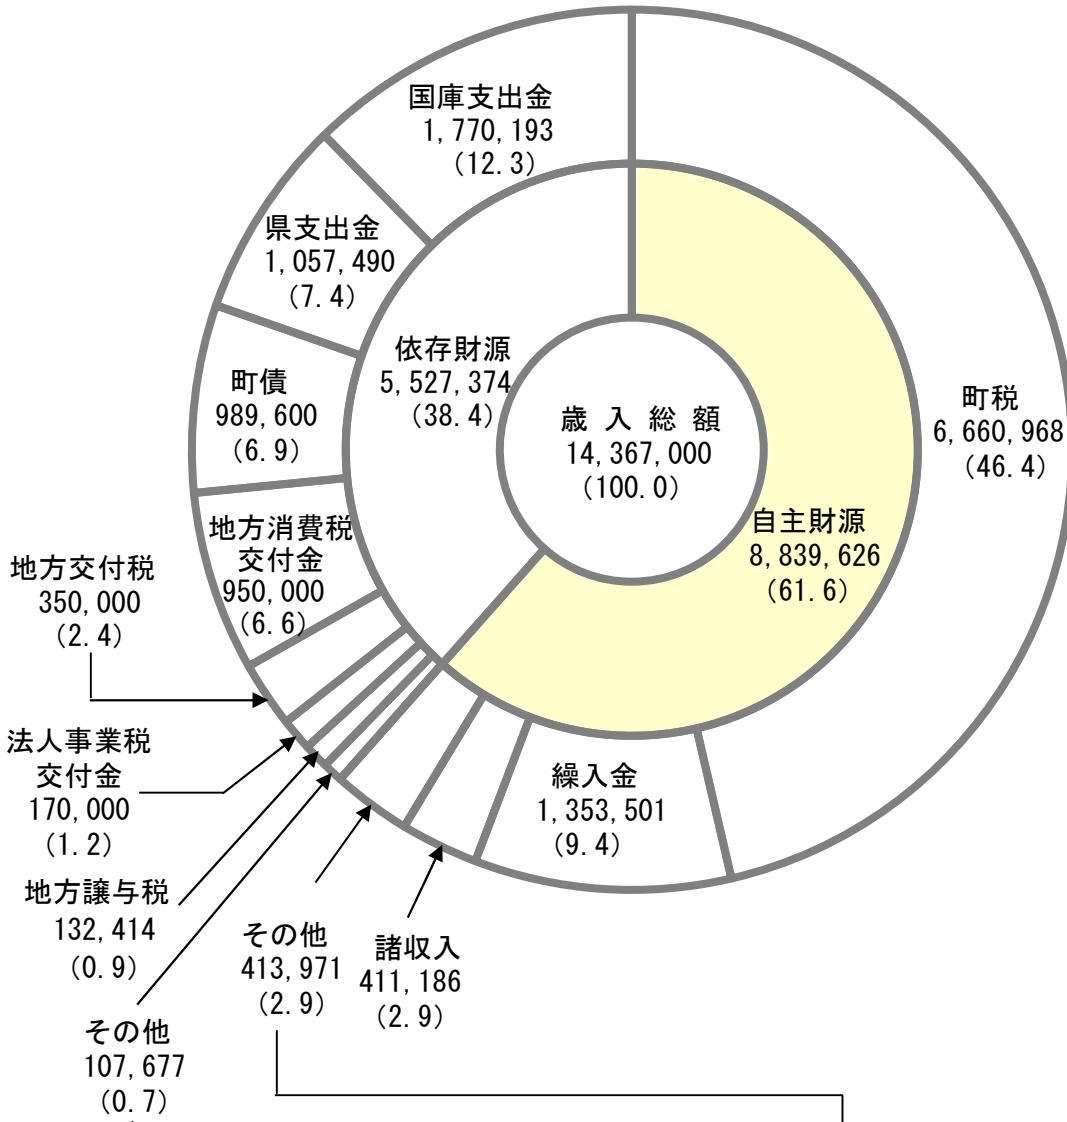 国庫支出金
1,770,193
(12.3)
県支出金
1,057,490
(7.4)
町債
989,600
(6.9)
地方消費税
交付金
950,000
(6.6)
依存財源
5,527,374
(38.4)
歳入総額
14,367,000
(100.0)
町税
6,660,968
(46.4)
自主財源
8,839,626
(61.6)
地方交付税
350,000
(2.4)
法人事業税
交付金
170,000
(1.2)
地方譲与税
132,414
(0.9)
その他
107,677
(0.7)
その他
413,971
(2.9)
諸収入
411,186
(2.9)
繰入金
1,353,501
(9.4)